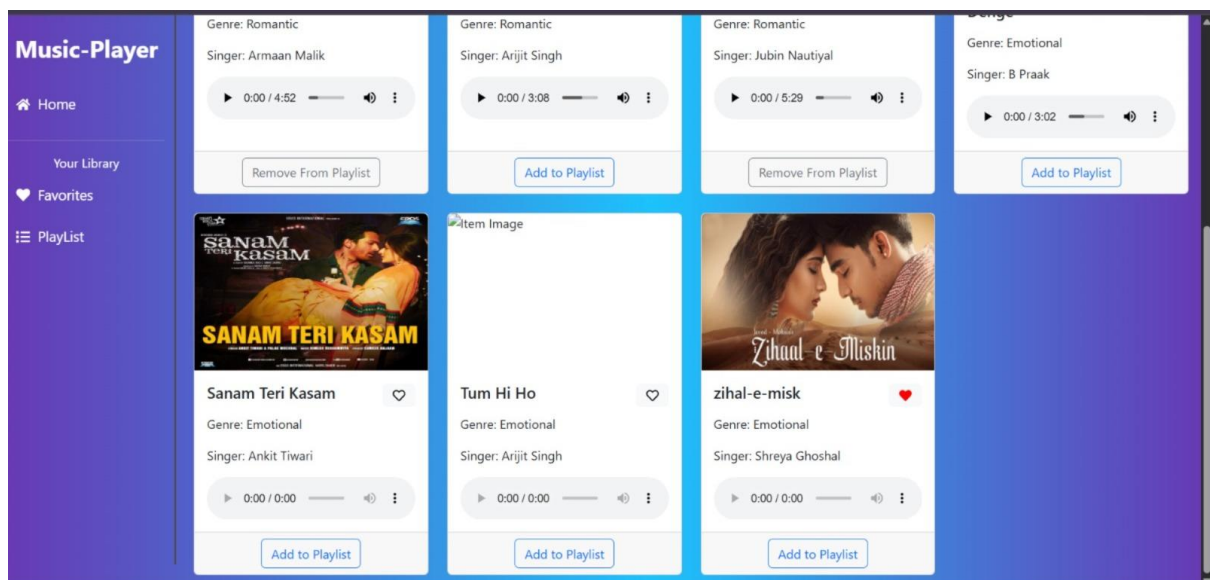 Music-Player
Home
Your Library
Favorites
PlayList
Genre: Romantic
Singer: Armaan Malik
0:00 / 4:52
Remove From Playlist
Genre: Romantic
Singer: Arijit Singh
0:00 / 3:08
Add to Playlist
Genre: Romantic
Singer: Jubin Nautiyal
0:00 / 5:29
Remove From Playlist
Genre: Emotional
Singer: B Praak
0:00 / 3:02
Add to Playlist
SANAM
TERI KASAM
SANAM TERI KASAM
Sanam Teri Kasam
Genre: Emotional
Singer: Ankit Tiwari
0:00 / 0:00
Add to Playlist
Item Image
Tum Hi Ho
Genre: Emotional
Singer: Arijit Singh
0:00 / 0:00
Add to Playlist
Zihaal-e-Miskin
zihal-e-misk
Genre: Emotional
Singer: Shreya Ghoshal
0:00 / 0:00
Add to Playlist